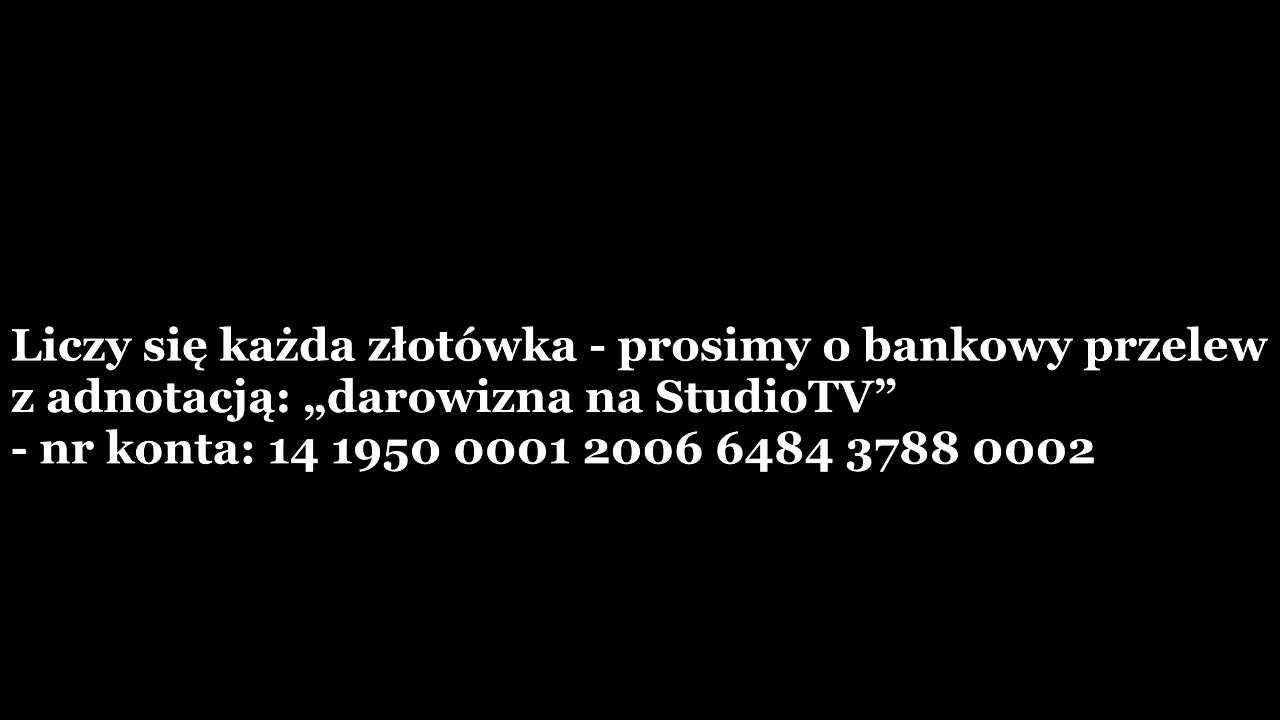 Liczy się każda złotówka - prosimy o bankowy przelew
z adnotacją: „darowizna na StudioTV”
- nr konta: 14 1950 0001 2006 6484 3788 0002